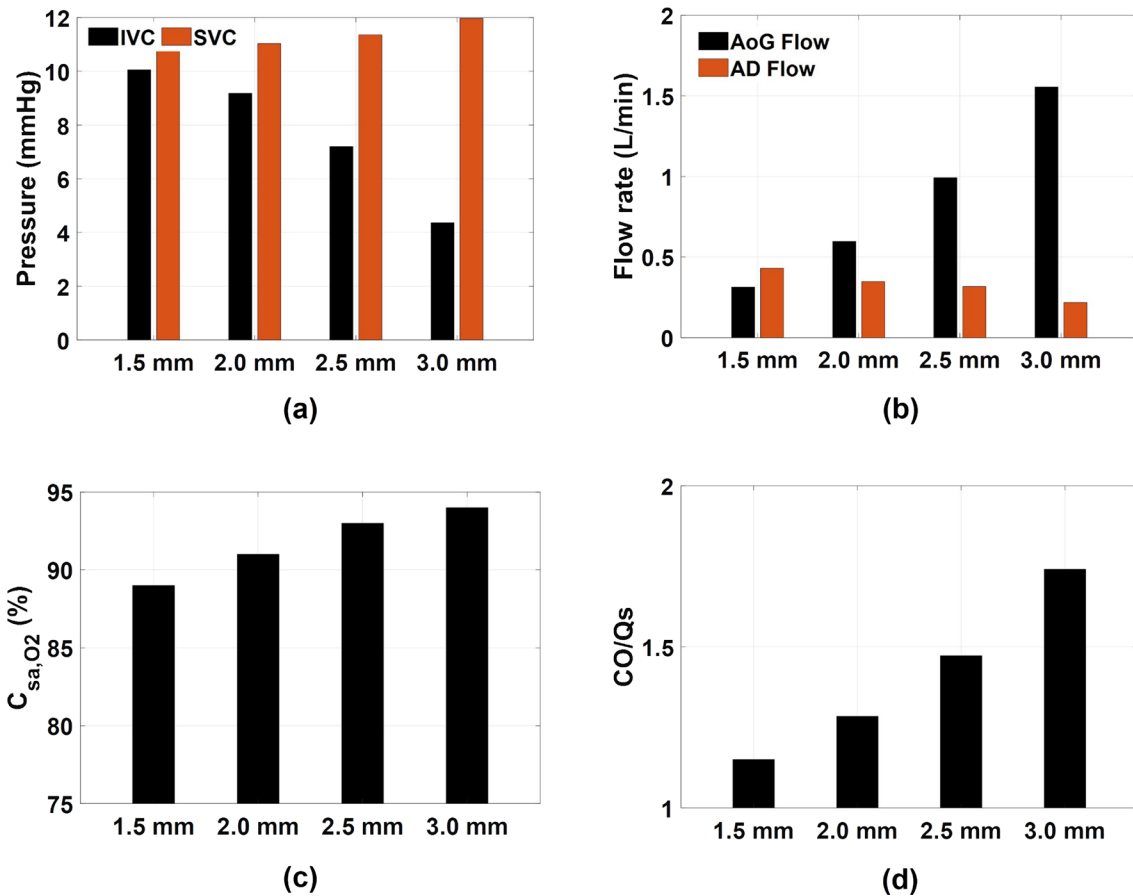 12
10
8
6
4
2
0
Pressure (mmHg)
IVC SVC
1.5 mm 2.0 mm 2.5 mm 3.0 mm
(a)
2
1.5
1
0.5
0
Flow rate (L/min)
AoG Flow
AD Flow
1.5 mm 2.0 mm 2.5 mm 3.0 mm
(b)
95
90
85
80
75
C sa,O2 (%)
1.5 mm 2.0 mm 2.5 mm 3.0 mm
(c)
2
1.5
1
CO/Qs
1.5 mm 2.0 mm 2.5 mm 3.0 mm
(d)